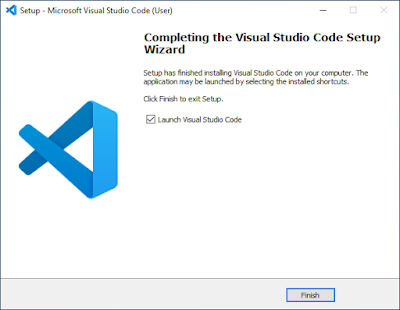 Setup - Microsoft Visual Studio Code (User)
Completing the Visual Studio Code Setup
Wizard
Setup has finished installing Visual Studio Code on your computer. The
application may be launched by selecting the installed shortcuts.
Click Finish to exit Setup.
Launch Visual Studio Code
Finish